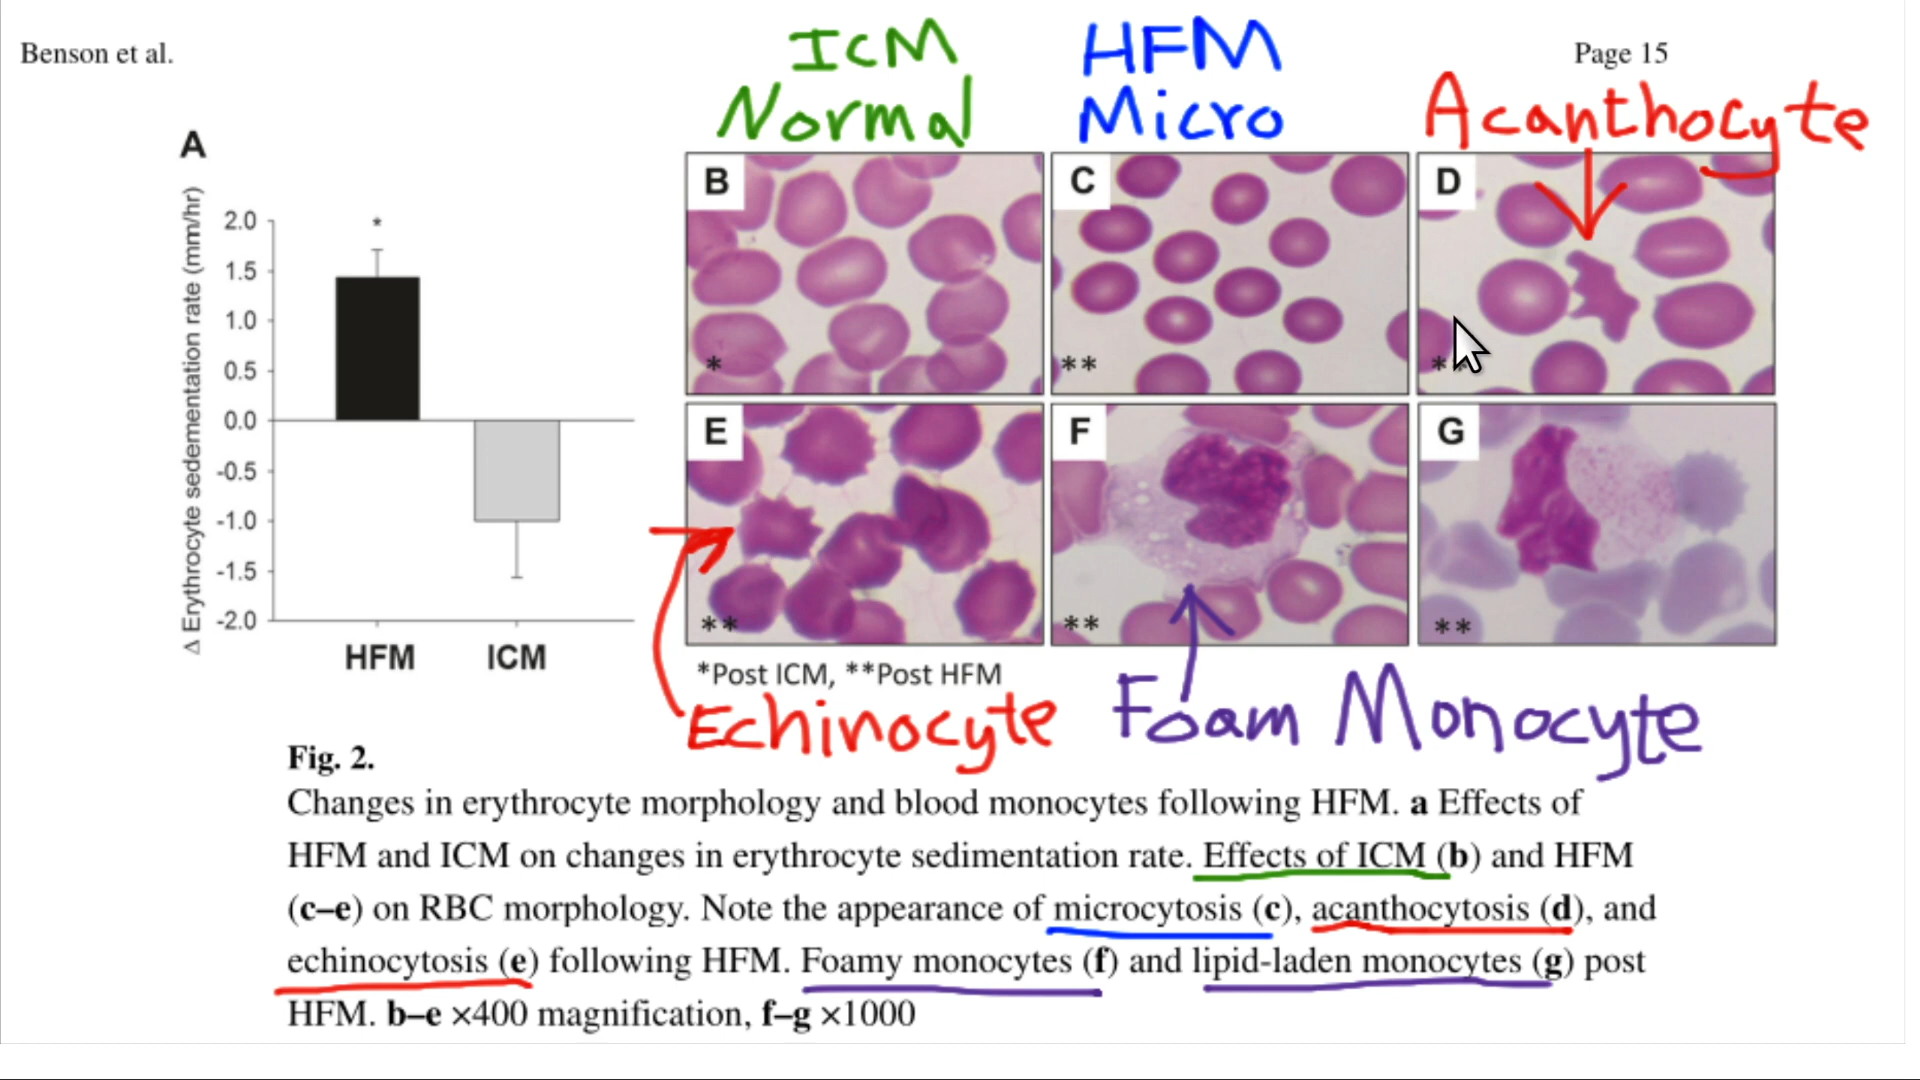 Benson et al.
ICM
Normal
HFM
Micro
Page 15
Acanthocyte
A
Δ Erythrocyte sedementation rate (mm/hr)
2.0
1.5
1.0
0.5
0.0
-0.5
-1.0
-1.5
-2.0
*
HFM ICM
B
*
C
**
D
**
E
**
F
**
G
**
*Post ICM, **Post HFM
Echinocyte
Foam Monocyte
Fig. 2.
Changes in erythrocyte morphology and blood monocytes following HFM. a Effects of
HFM and ICM on changes in erythrocyte sedimentation rate. Effects of ICM (b) and HFM
(c–e) on RBC morphology. Note the appearance of microcytosis (c), acanthocytosis (d), and
echinocytosis (e) following HFM. Foamy monocytes (f) and lipid-laden monocytes (g) post
HFM. b–e ×400 magnification, f–g ×1000